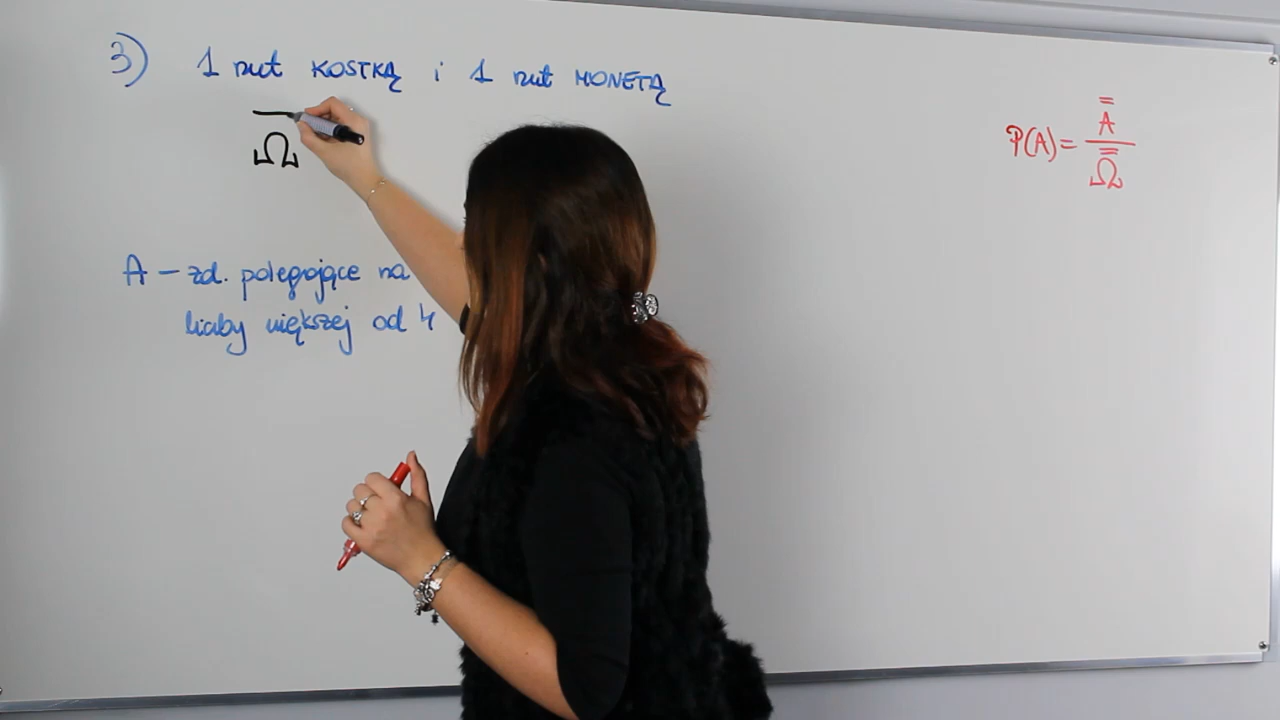 3) 1 rzut KOSTKĄ i 1 rzut MONETĄ
Ω
P(A) = A / Ω
A – zd. polegające na
liczby większej od 4